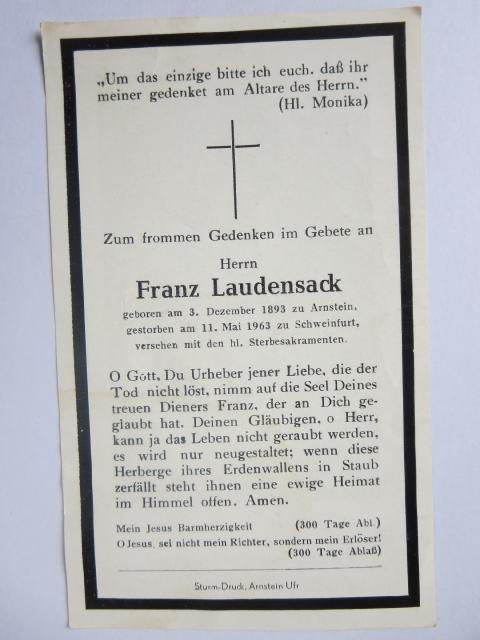 „Um das einzige bitte ich euch. daß ihr
meiner gedenket am Altare des Herrn."
(Hl. Monika)
Zum frommen Gedenken im Gebete an
Herrn
Franz Laudensack
geboren am 3. Dezember 1893 zu Arnstein,
gestorben am 11. Mai 1963 zu Schweinfurt,
versehen mit den hl. Sterbesakramenten.
O Gott, Du Urheber jener Liebe, die der
Tod nicht löst, nimm auf die Seel Deines
treuen Dieners Franz, der an Dich ge-
glaubt hat. Deinen Gläubigen, o Herr,
kann ja das Leben nicht geraubt werden,
es wird nur neugestaltet; wenn diese
Herberge ihres Erdenwallens in Staub
zerfällt steht ihnen eine ewige Heimat
im Himmel offen. Amen.
Mein Jesus Barmherzigkeit (300 Tage Abl.)
O Jesus, sei nicht mein Richter, sondern mein Erlöser!
(300 Tage Ablaß)
Sturm-Druck, Arnstein Ufr